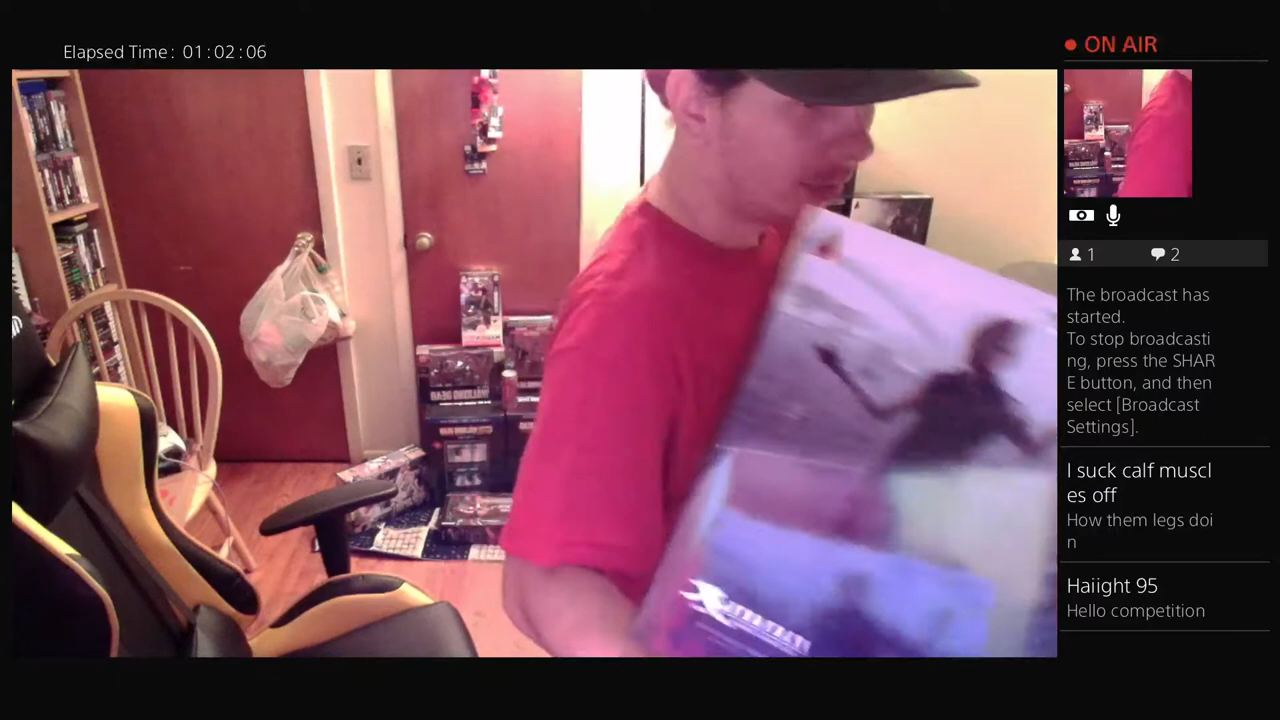 Elapsed Time: 01:02:06
ON AIR
1
2
The broadcast has
started.
To stop broadcasti
ng, press the SHAR
E button, and then
select [Broadcast
Settings].
I suck calf muscl
es off
How them legs doi
n
Haiight 95
Hello competition